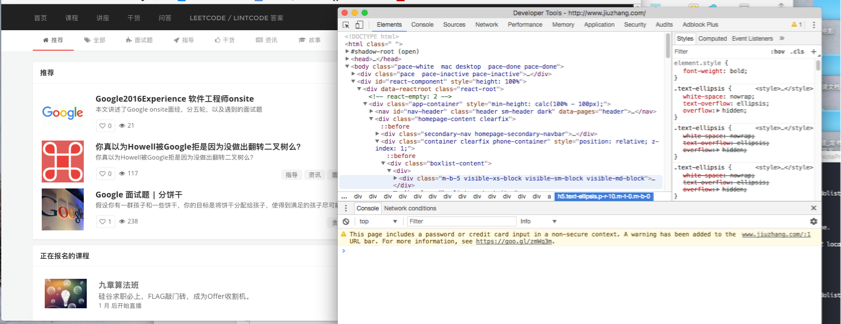 首页 课程 讲座 干货 问答 LEETCODE / LINTCODE 答案
推荐 全部 面试题 指导 干货 资讯 故事
推荐
Google
Google2016Experience 软件工程师onsite
本文讲述了Google onsite面经，分五轮，以及遇到的面试题
0 21
你真以为Howell被Google拒是因为没做出翻转二叉树么？
你真以为Howell被Google拒是因为没做出翻转二叉树么？
0 117
指导 资讯
Google 面试题 | 分饼干
假设你有一群孩子和一些饼干，你的目标是将饼干分配给孩子，使得到满足的孩子尽可能
1 238
正在报名的课程
九章算法班
硅谷求职必上，FLAG敲门砖，成为Offer收割机。
1 月 后开始直播
Developer Tools - http://www.jiuzhang.com/
Elements Console Sources Network Performance Memory Application Security Audits Adblock Plus 1
<!DOCTYPE html>
<html class=" ">
▶#shadow-root (open)
▶<head>…</head>
▼<body class="pace-white mac desktop pace-done pace-done">
▶<div class="pace pace-inactive pace-inactive">…</div>
▼<div id="react-component" style="height: 100%">
▼<div data-reactroot class="react-root">
<!-- react-empty: 2 -->
▼<div class="app-container" style="min-height: calc(100% - 100px);">
▶<nav id="nav-header" class="header sm-header dark" data-pages="header">…</nav>
▼<div class="homepage-content clearfix">
::before
▶<div class="secondary-nav homepage-secondary-navbar">…</div>
▼<div class="container clearfix phone-container" style="position: relative; z-
index: 1;">
::before
▼<div class="boxlist-content">
▼<div>
▶<div class="m-b-5 visible-xs-block visible-sm-block visible-md-block">…
</div>
... div div div div div div div div div div div div a h5.text-ellipsis.p-r-10.m-t-0.m-b-0
Styles Computed Event Listeners »
Filter :hov .cls +
element.style {
font-weight: bold;
}
.text-ellipsis { <style>…</style>
white-space: nowrap;
text-overflow: ellipsis;
overflow:▶ hidden;
}
.text-ellipsis { <style>…</style>
white-space: nowrap;
text-overflow: ellipsis;
overflow:▶ hidden;
}
.text-ellipsis { <style>…</style>
white-space: nowrap;
text-overflow: ellipsis;
overflow:▶ hidden;
}
Console Network conditions
top Filter Info
This page includes a password or credit card input in a non-secure context. A warning has been added to the www.jiuzhang.com/:1
URL bar. For more information, see https://goo.gl/zmWq3m.